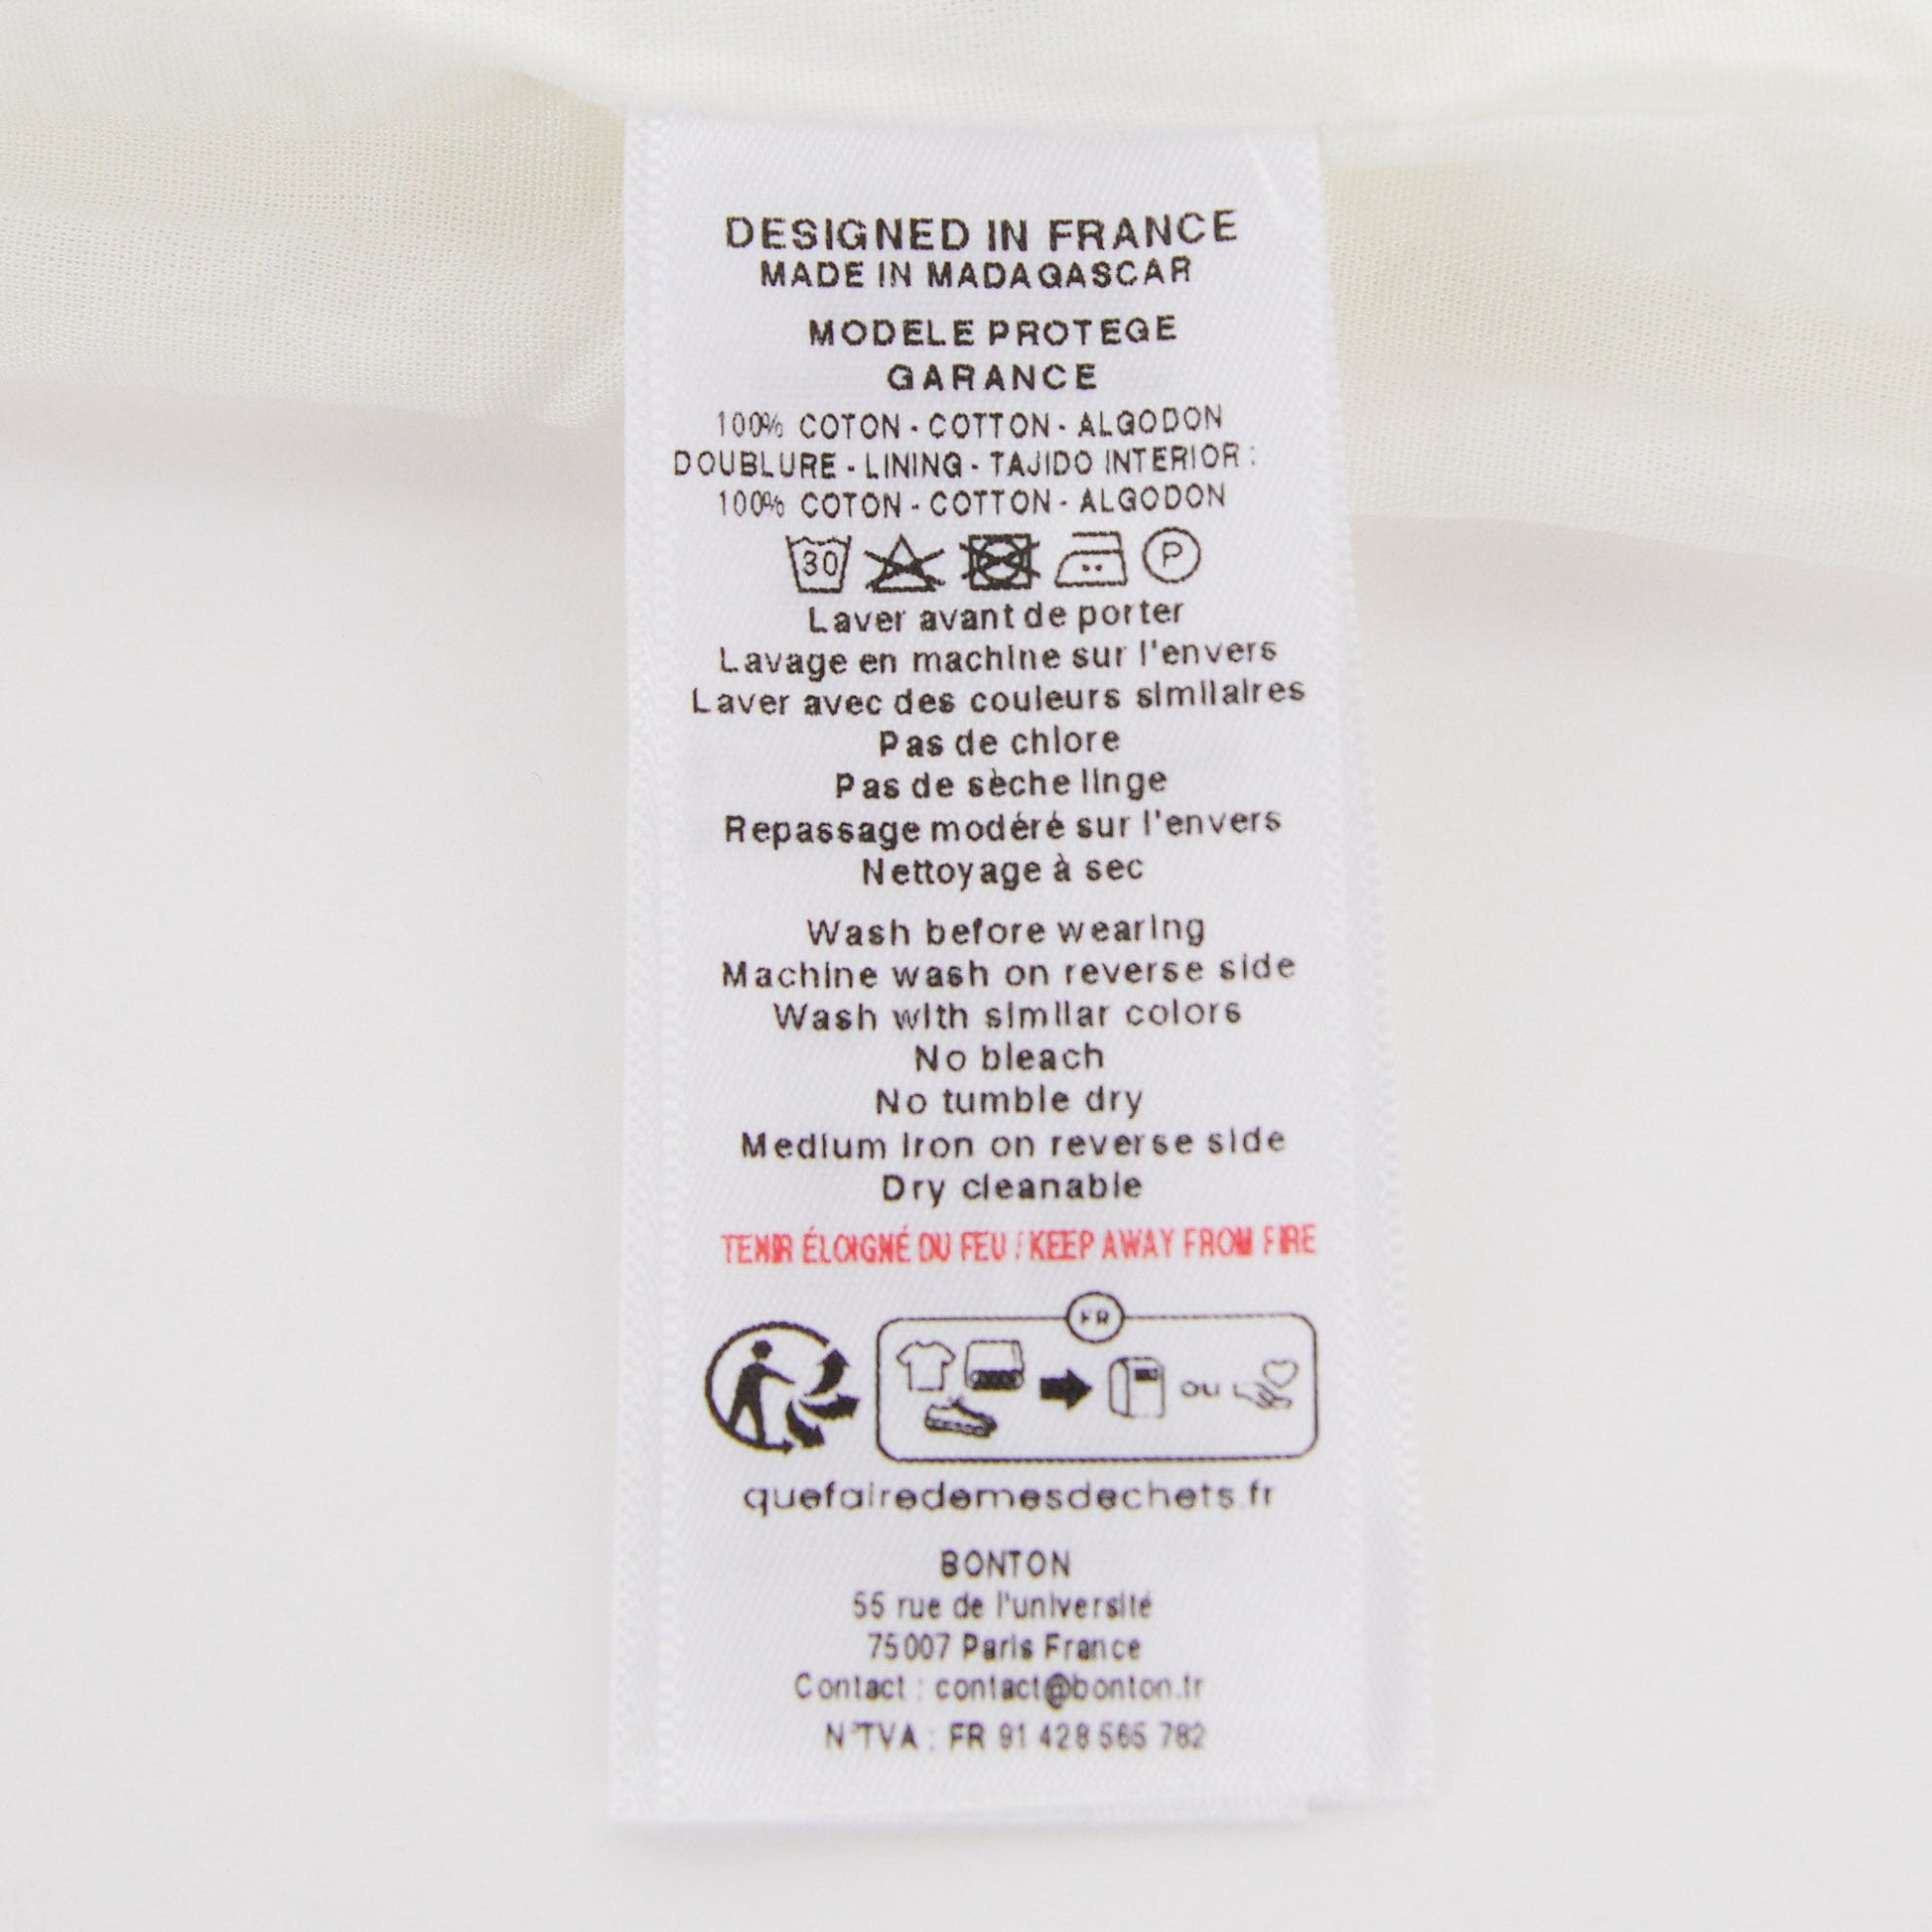 DESIGNED IN FRANCE
MADE IN MADAGASCAR
MODELE PROTEGE
GARANCE
100% COTON - COTTON - ALGODON
DOUBLURE - LINING - TAJIDO INTERIOR :
100% COTON - COTTON - ALGODON
30 P
Laver avant de porter
Lavage en machine sur l'envers
Laver avec des couleurs similaires
Pas de chlore
Pas de sèche linge
Repassage modéré sur l'envers
Nettoyage à sec
Wash before wearing
Machine wash on reverse side
Wash with similar colors
No bleach
No tumble dry
Medium iron on reverse side
Dry cleanable
TENIR ÉLOIGNÉ DU FEU / KEEP AWAY FROM FIRE
FR
ou
quefairedemesdechets.fr
BONTON
55 rue de l'université
75007 Paris France
Contact : contact@bonton.fr
N°TVA : FR 91 428 565 782